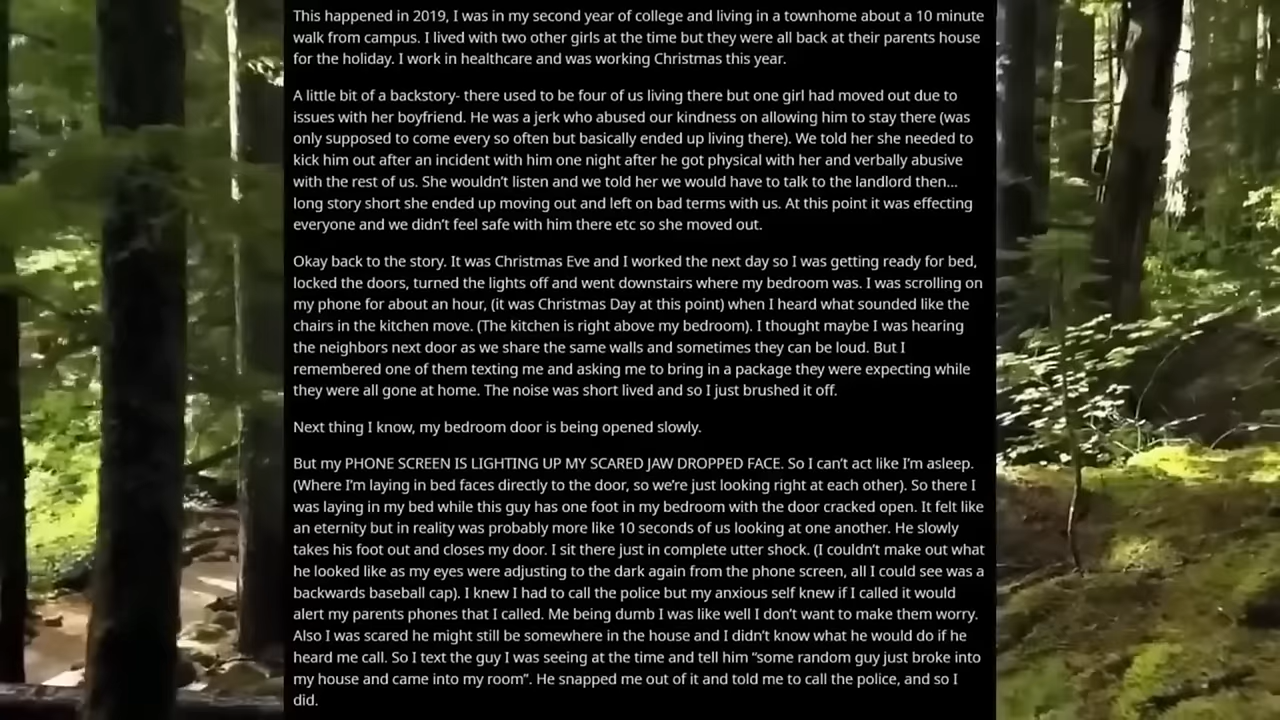 This happened in 2019, I was in my second year of college and living in a townhome about a 10 minute
walk from campus. I lived with two other girls at the time but they were all back at their parents house
for the holiday. I work in healthcare and was working Christmas this year.
A little bit of a backstory- there used to be four of us living there but one girl had moved out due to
issues with her boyfriend. He was a jerk who abused our kindness on allowing him to stay there (was
only supposed to come every so often but basically ended up living there). We told her she needed to
kick him out after an incident with him one night after he got physical with her and verbally abusive
with the rest of us. She wouldn’t listen and we told her we would have to talk to the landlord then...
long story short she ended up moving out and left on bad terms with us. At this point it was effecting
everyone and we didn’t feel safe with him there etc so she moved out.
Okay back to the story. It was Christmas Eve and I worked the next day so I was getting ready for bed,
locked the doors, turned the lights off and went downstairs where my bedroom was. I was scrolling on
my phone for about an hour, (it was Christmas Day at this point) when I heard what sounded like the
chairs in the kitchen move. (The kitchen is right above my bedroom). I thought maybe I was hearing
the neighbors next door as we share the same walls and sometimes they can be loud. But I
remembered one of them texting me and asking me to bring in a package they were expecting while
they were all gone at home. The noise was short lived and so I just brushed it off.
Next thing I know, my bedroom door is being opened slowly.
But my PHONE SCREEN IS LIGHTING UP MY SCARED JAW DROPPED FACE. So I can’t act like I’m asleep.
(Where I’m laying in bed faces directly to the door, so we’re just looking right at each other). So there I
was laying in my bed while this guy has one foot in my bedroom with the door cracked open. It felt like
an eternity but in reality was probably more like 10 seconds of us looking at one another. He slowly
takes his foot out and closes my door. I sit there just in complete utter shock. (I couldn’t make out what
he looked like as my eyes were adjusting to the dark again from the phone screen, all I could see was a
backwards baseball cap). I knew I had to call the police but my anxious self knew if I called it would
alert my parents phones that I called. Me being dumb I was like well I don’t want to make them worry.
Also I was scared he might still be somewhere in the house and I didn’t know what he would do if he
heard me call. So I text the guy I was seeing at the time and tell him “some random guy just broke into
my house and came into my room”. He snapped me out of it and told me to call the police, and so I
did.